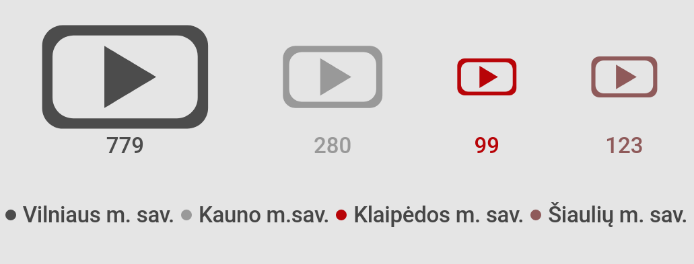 779 280 99 123
Vilniaus m. sav. Kauno m.sav. Klaipėdos m. sav. Šiaulių m. sav.